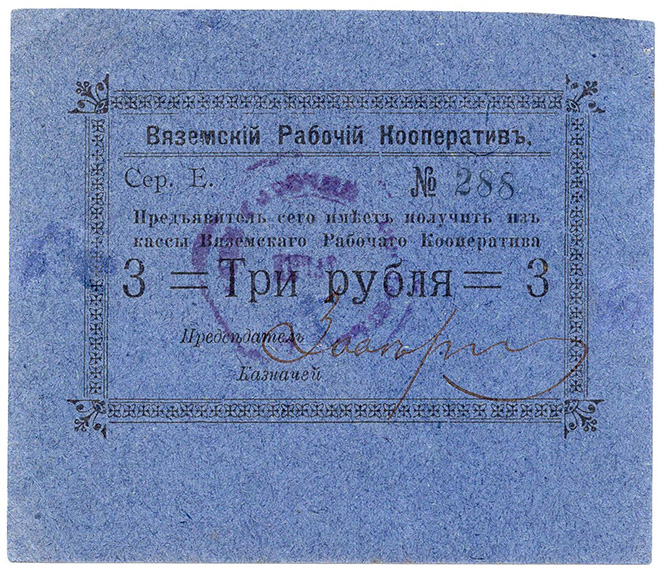 Вяземскій Рабочій Кооперативъ.
Сер. Е. № 288
Предъявитель сего имѣетъ получить из
кассы Вяземскаго Рабочаго Кооператива
3 = Три рубля = 3
Предсѣдатель
Казначей